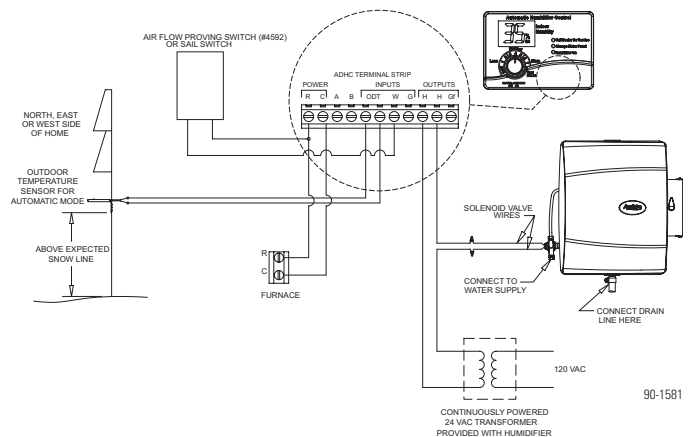 AIR FLOW PROVING SWITCH (#4592)
OR SAIL SWITCH
Automatic Humidifier Control
35%
Indoor
Humidity
ADHC TERMINAL STRIP
POWER
INPUTS
OUTPUTS
R C A B ODT W G H H Gf
NORTH, EAST
OR WEST SIDE
OF HOME
OUTDOOR
TEMPERATURE
SENSOR FOR
AUTOMATIC MODE
ABOVE EXPECTED
SNOW LINE
R
C
FURNACE
SOLENOID VALVE
WIRES
CONNECT TO
WATER SUPPLY
CONNECT DRAIN
LINE HERE
120 VAC
CONTINUOUSLY POWERED
24 VAC TRANSFORMER
PROVIDED WITH HUMIDIFIER
90-1581